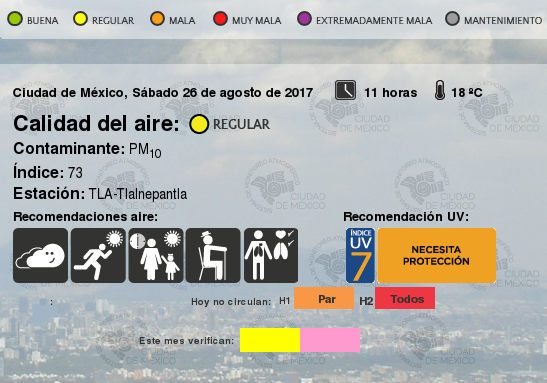 BUENA REGULAR MALA MUY MALA EXTREMADAMENTE MALA MANTENIMIENTO
Ciudad de México, Sábado 26 de agosto de 2017 11 horas 18 ºC
Calidad del aire: REGULAR
Contaminante: PM10
Índice: 73
Estación: TLA-Tlalnepantla
Recomendaciones aire: Recomendación UV:
ÍNDICE UV 7 NECESITA PROTECCIÓN
: Hoy no circulan: H1 Par H2 Todos
Este mes verifican:
CIUDAD DE MÉXICO